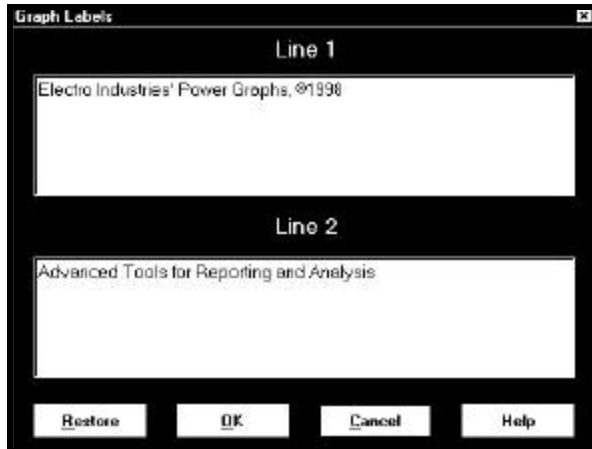 Graph Labels
Line 1
Electro Industries' Power Graphs, ©1998
Line 2
Advanced Tools for Reporting and Analysis
Restore OK Cancel Help